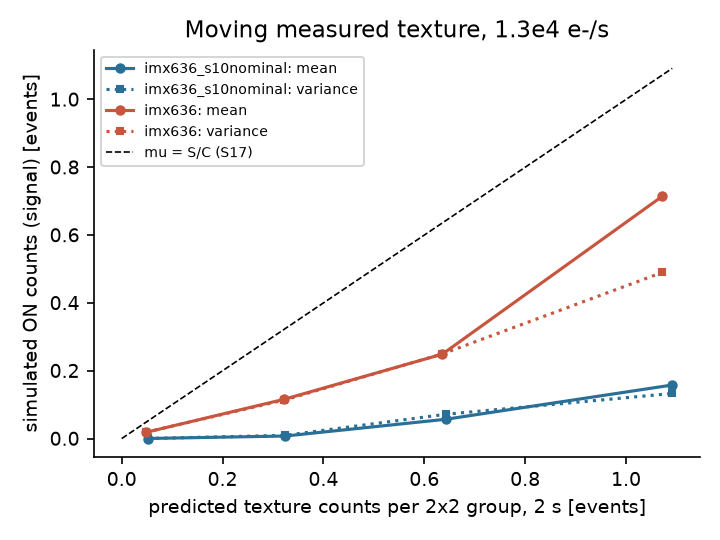 Moving measured texture, 1.3e4 e-/s
imx636_s10nominal: mean
imx636_s10nominal: variance
imx636: mean
imx636: variance
mu = S/C (S17)
simulated ON counts (signal) [events]
1.0
0.8
0.6
0.4
0.2
0.0
0.0 0.2 0.4 0.6 0.8 1.0
predicted texture counts per 2x2 group, 2 s [events]